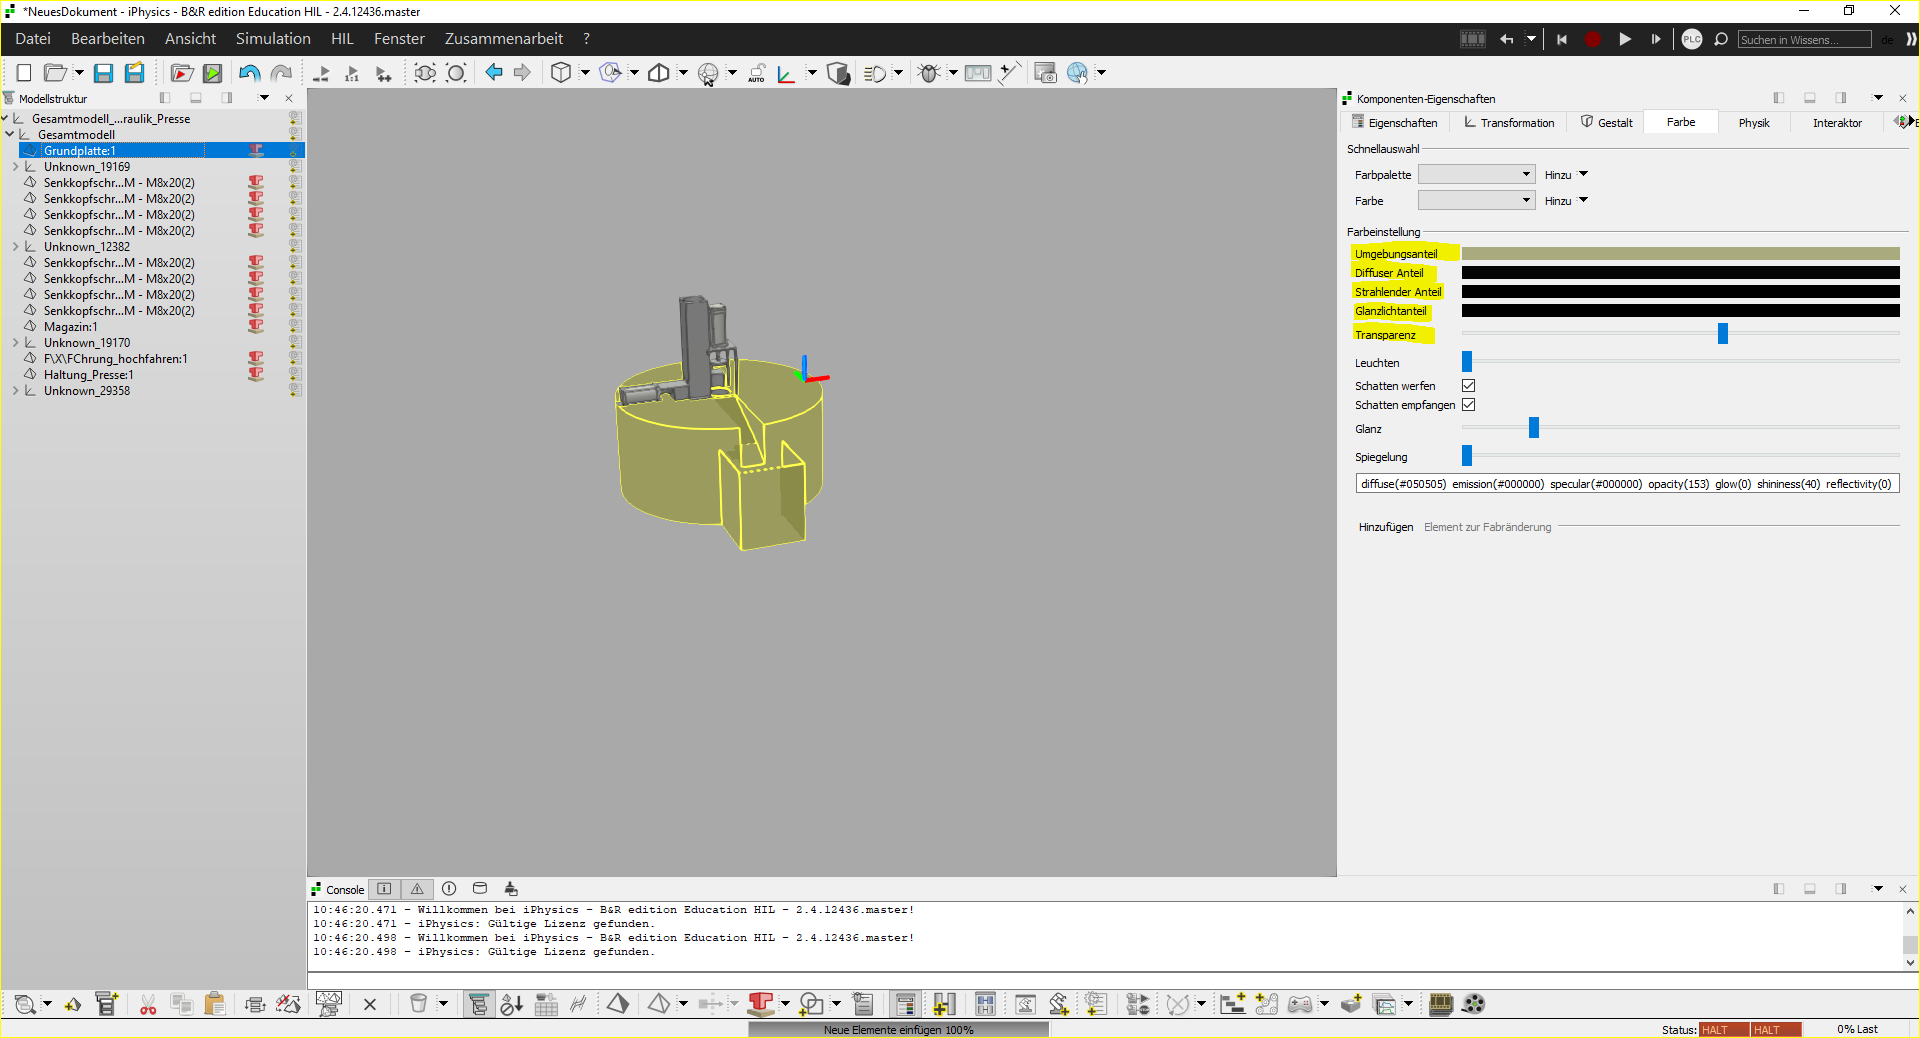 *NeuesDokument - iPhysics - B&R edition Education HIL - 2.4.12436.master
Datei Bearbeiten Ansicht Simulation HIL Fenster Zusammenarbeit ?
PLC Suchen in Wissens... de
1:1 AUTO
Modellstruktur
Gesamtmodell_...raulik_Presse
Gesamtmodell
Grundplatte:1
Unknown_19169
Senkkopfschr...M - M8x20(2)
Senkkopfschr...M - M8x20(2)
Senkkopfschr...M - M8x20(2)
Senkkopfschr...M - M8x20(2)
Unknown_12382
Senkkopfschr...M - M8x20(2)
Senkkopfschr...M - M8x20(2)
Senkkopfschr...M - M8x20(2)
Senkkopfschr...M - M8x20(2)
Magazin:1
Unknown_19170
F\X\FChrung_hochfahren:1
Haltung_Presse:1
Unknown_29358
Komponenten-Eigenschaften
Eigenschaften Transformation Gestalt Farbe Physik Interaktor
Schnellauswahl
Farbpalette Hinzu
Farbe Hinzu
Farbeinstellung
Umgebungsanteil
Diffuser Anteil
Strahlender Anteil
Glanzlichtanteil
Transparenz
Leuchten
Schatten werfen
Schatten empfangen
Glanz
Spiegelung
diffuse(#050505) emission(#000000) specular(#000000) opacity(153) glow(0) shininess(40) reflectivity(0)
Hinzufügen Element zur Fabränderung
Console
10:46:20.471 - Willkommen bei iPhysics - B&R edition Education HIL - 2.4.12436.master!
10:46:20.471 - iPhysics: Gültige Lizenz gefunden.
10:46:20.498 - Willkommen bei iPhysics - B&R edition Education HIL - 2.4.12436.master!
10:46:20.498 - iPhysics: Gültige Lizenz gefunden.
Neue Elemente einfügen 100%
Status: HALT HALT 0% Last